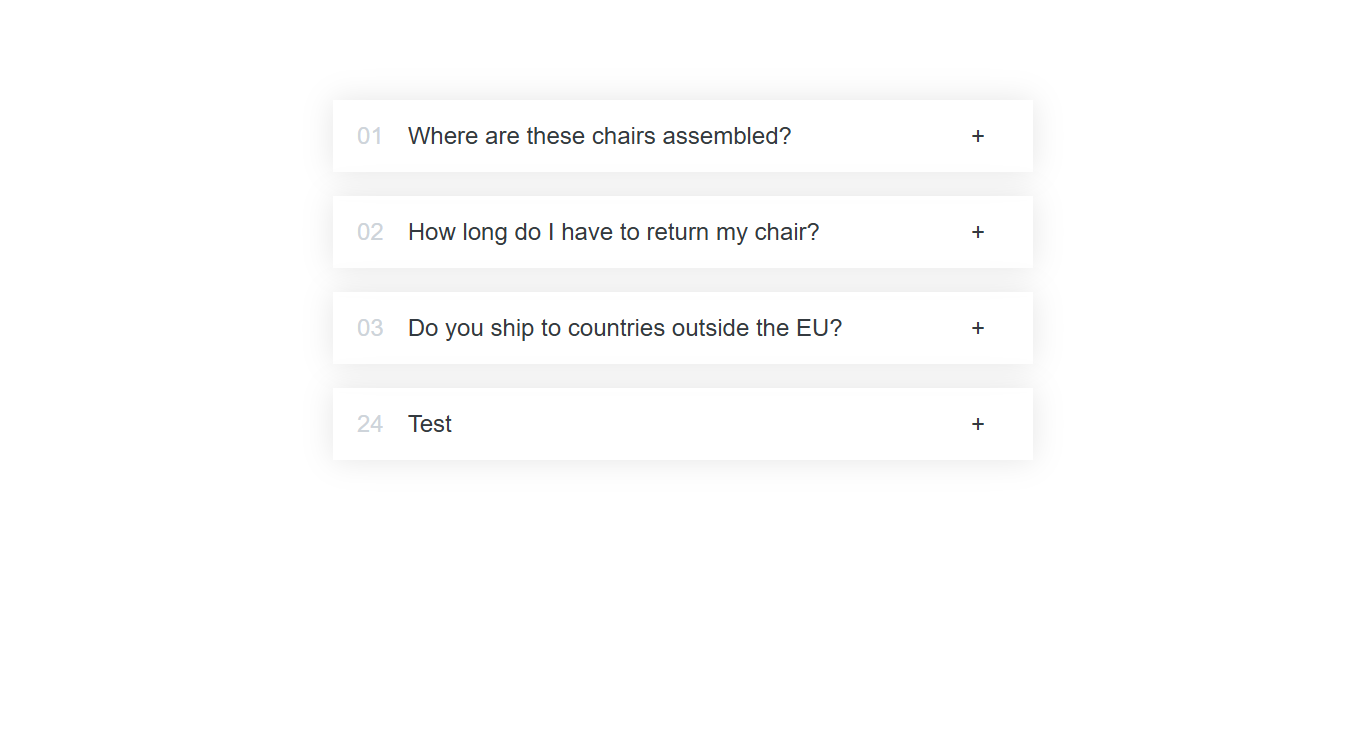 01 Where are these chairs assembled? +
02 How long do I have to return my chair? +
03 Do you ship to countries outside the EU? +
24 Test +